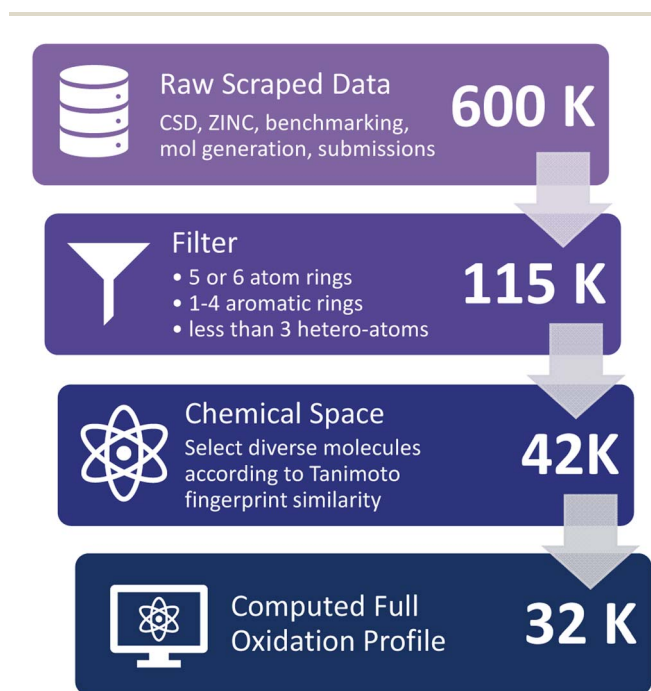 Raw Scraped Data
CSD, ZINC, benchmarking,
mol generation, submissions
600 K
Filter
• 5 or 6 atom rings
• 1-4 aromatic rings
• less than 3 hetero-atoms
115 K
Chemical Space
Select diverse molecules
according to Tanimoto
fingerprint similarity
42K
Computed Full
Oxidation Profile
32 K